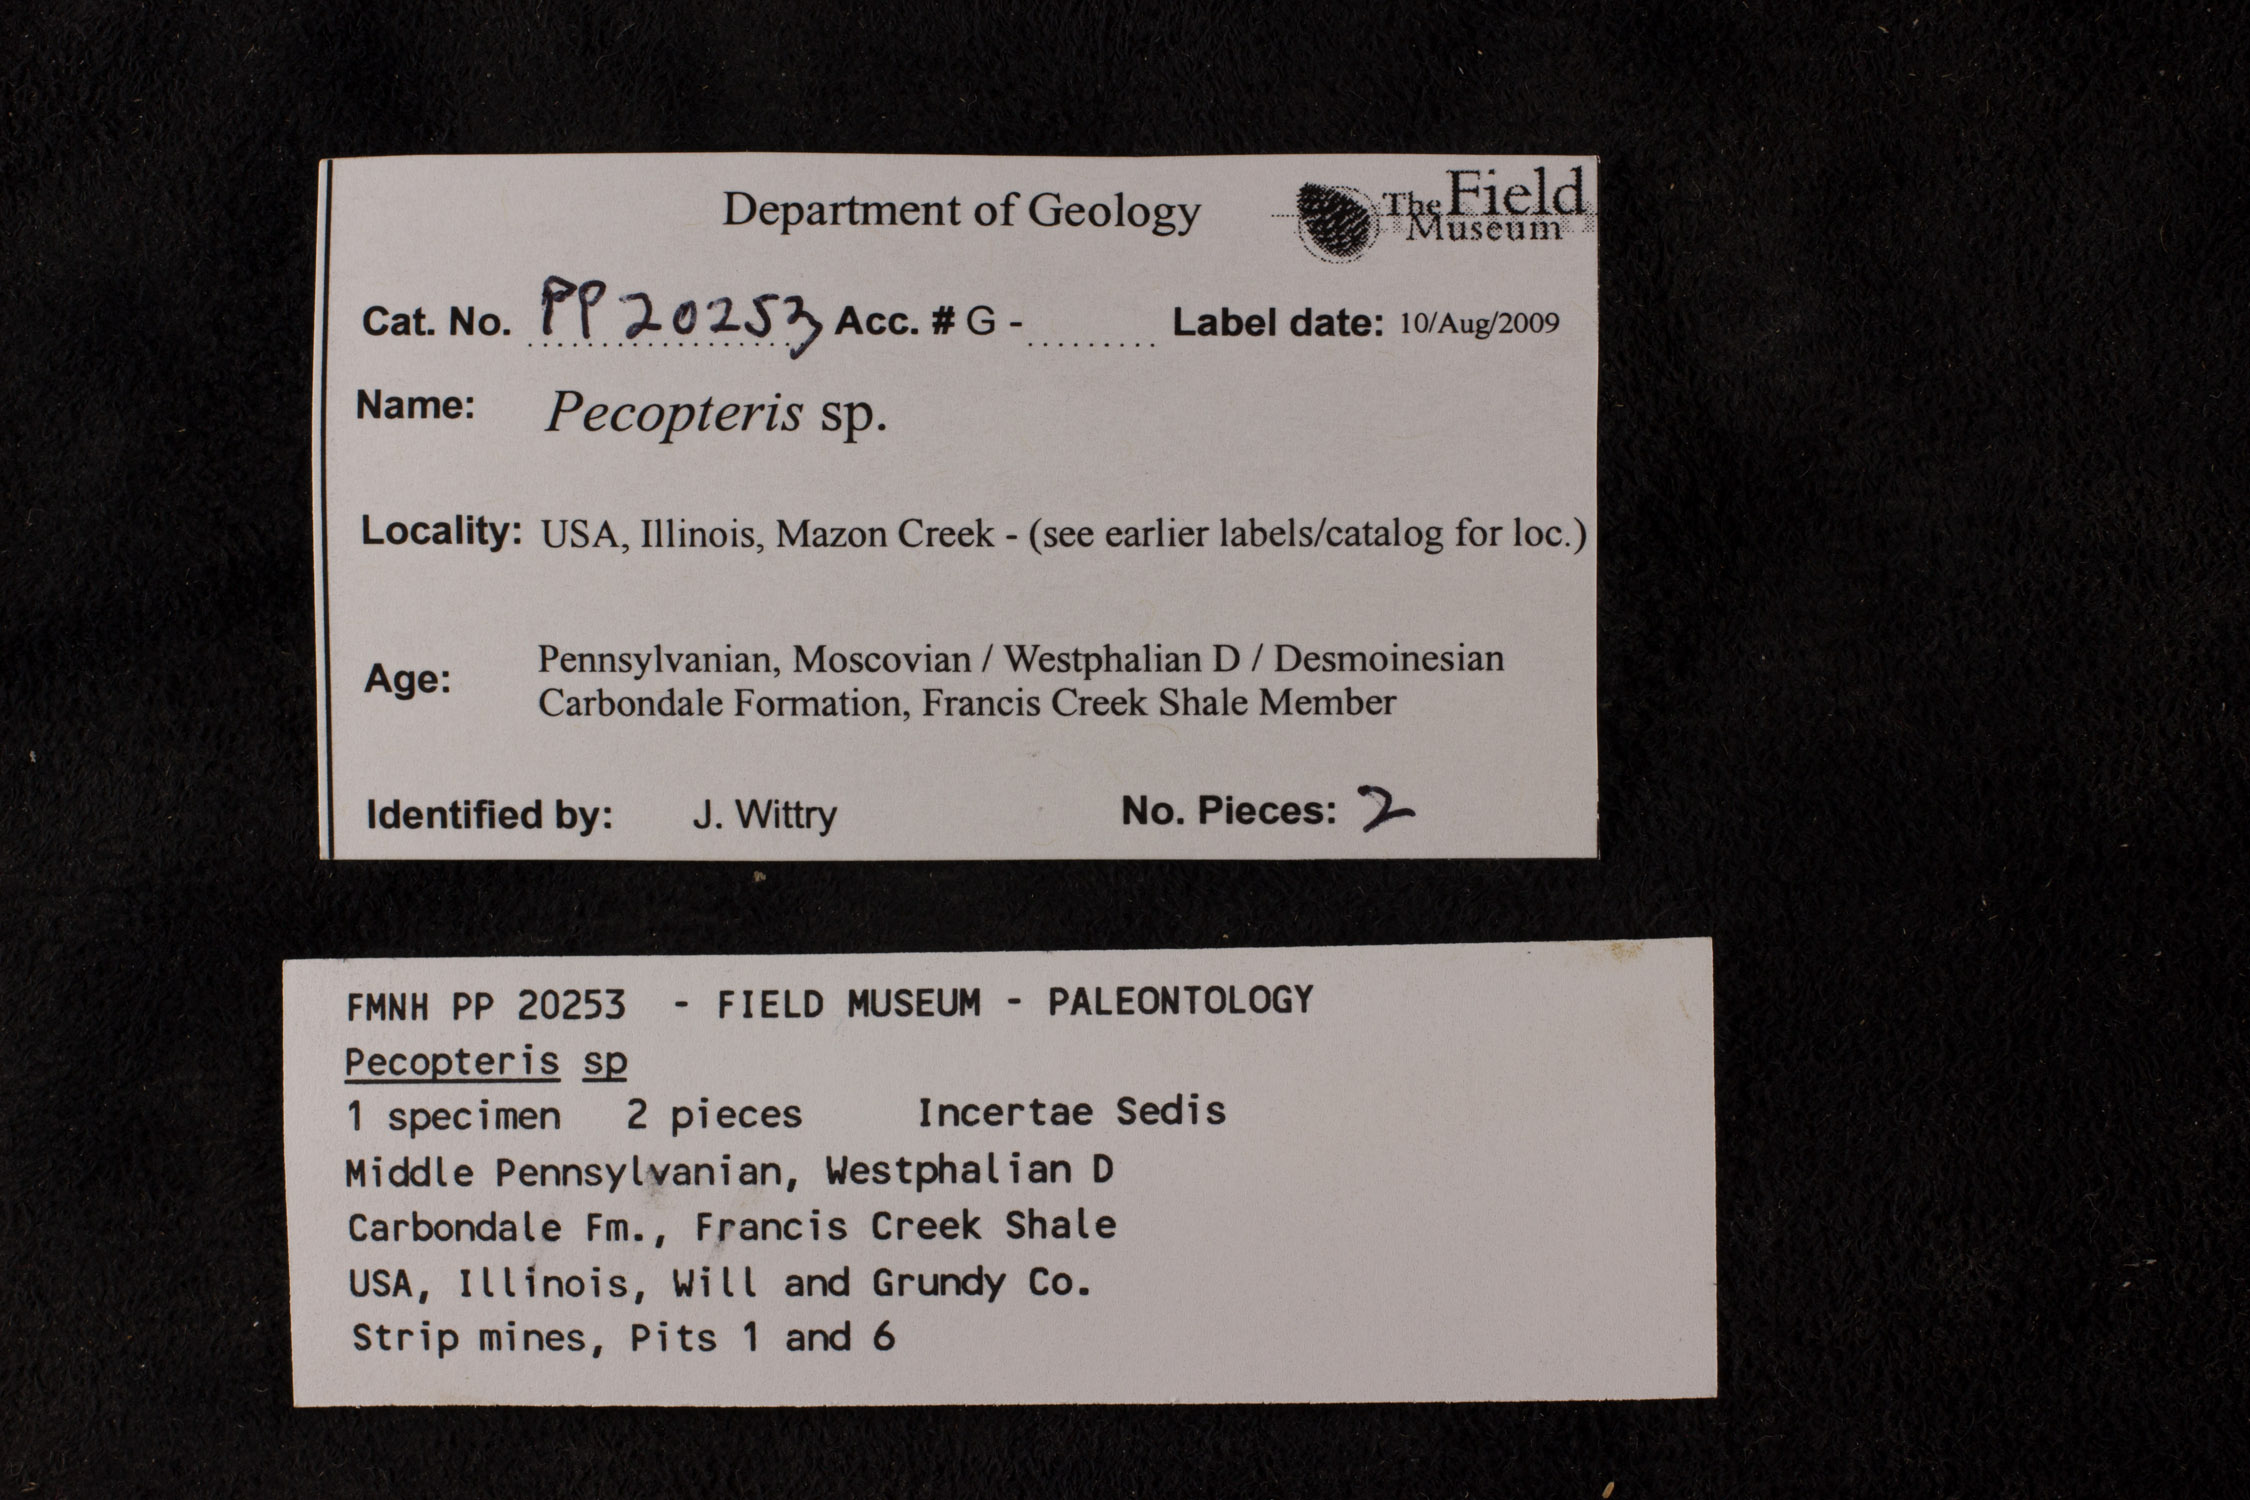 Department of Geology
The Field
Museum
Cat. No. PP 20253 Acc. # G - Label date: 10/Aug/2009
Name: Pecopteris sp.
Locality: USA, Illinois, Mazon Creek - (see earlier labels/catalog for loc.)
Age: Pennsylvanian, Moscovian / Westphalian D / Desmoinesian
Carbondale Formation, Francis Creek Shale Member
Identified by: J. Wittry No. Pieces: 2
FMNH PP 20253 - FIELD MUSEUM - PALEONTOLOGY
Pecopteris sp
1 specimen 2 pieces Incertae Sedis
Middle Pennsylvanian, Westphalian D
Carbondale Fm., Francis Creek Shale
USA, Illinois, Will and Grundy Co.
Strip mines, Pits 1 and 6